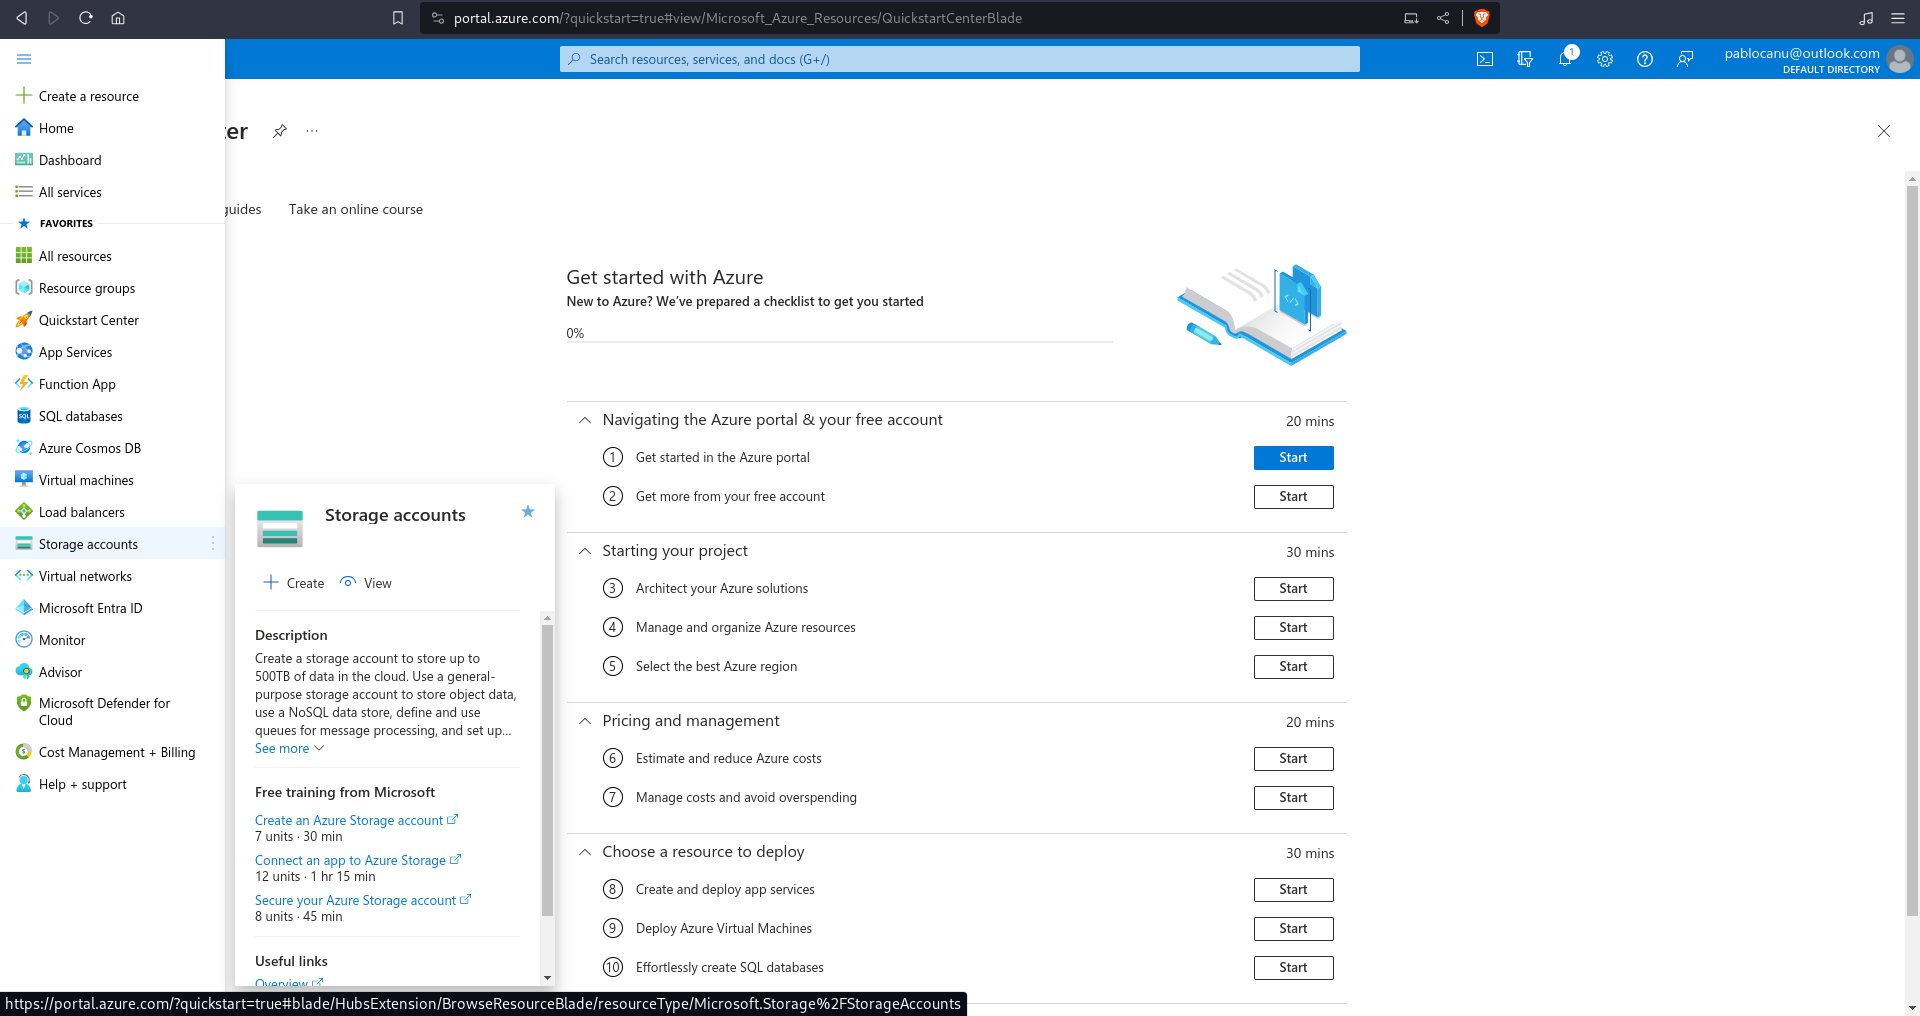 portal.azure.com/?quickstart=true#view/Microsoft_Azure_Resources/QuickstartCenterBlade
Search resources, services, and docs (G+/)
1
pablocanu@outlook.com
DEFAULT DIRECTORY
Create a resource
Home
Dashboard
All services
FAVORITES
All resources
Resource groups
Quickstart Center
App Services
Function App
SQL databases
Azure Cosmos DB
Virtual machines
Load balancers
Storage accounts
Virtual networks
Microsoft Entra ID
Monitor
Advisor
Microsoft Defender for
Cloud
Cost Management + Billing
Help + support
ter
guides
Take an online course
Storage accounts
Create
View
Description
Create a storage account to store up to
500TB of data in the cloud. Use a general-
purpose storage account to store object data,
use a NoSQL data store, define and use
queues for message processing, and set up...
See more
Free training from Microsoft
Create an Azure Storage account
7 units · 30 min
Connect an app to Azure Storage
12 units · 1 hr 15 min
Secure your Azure Storage account
8 units · 45 min
Useful links
Overview
Get started with Azure
New to Azure? We've prepared a checklist to get you started
0%
Navigating the Azure portal & your free account 20 mins
1 Get started in the Azure portal Start
2 Get more from your free account Start
Starting your project 30 mins
3 Architect your Azure solutions Start
4 Manage and organize Azure resources Start
5 Select the best Azure region Start
Pricing and management 20 mins
6 Estimate and reduce Azure costs Start
7 Manage costs and avoid overspending Start
Choose a resource to deploy 30 mins
8 Create and deploy app services Start
9 Deploy Azure Virtual Machines Start
10 Effortlessly create SQL databases Start
https://portal.azure.com/?quickstart=true#blade/HubsExtension/BrowseResourceBlade/resourceType/Microsoft.Storage%2FStorageAccounts